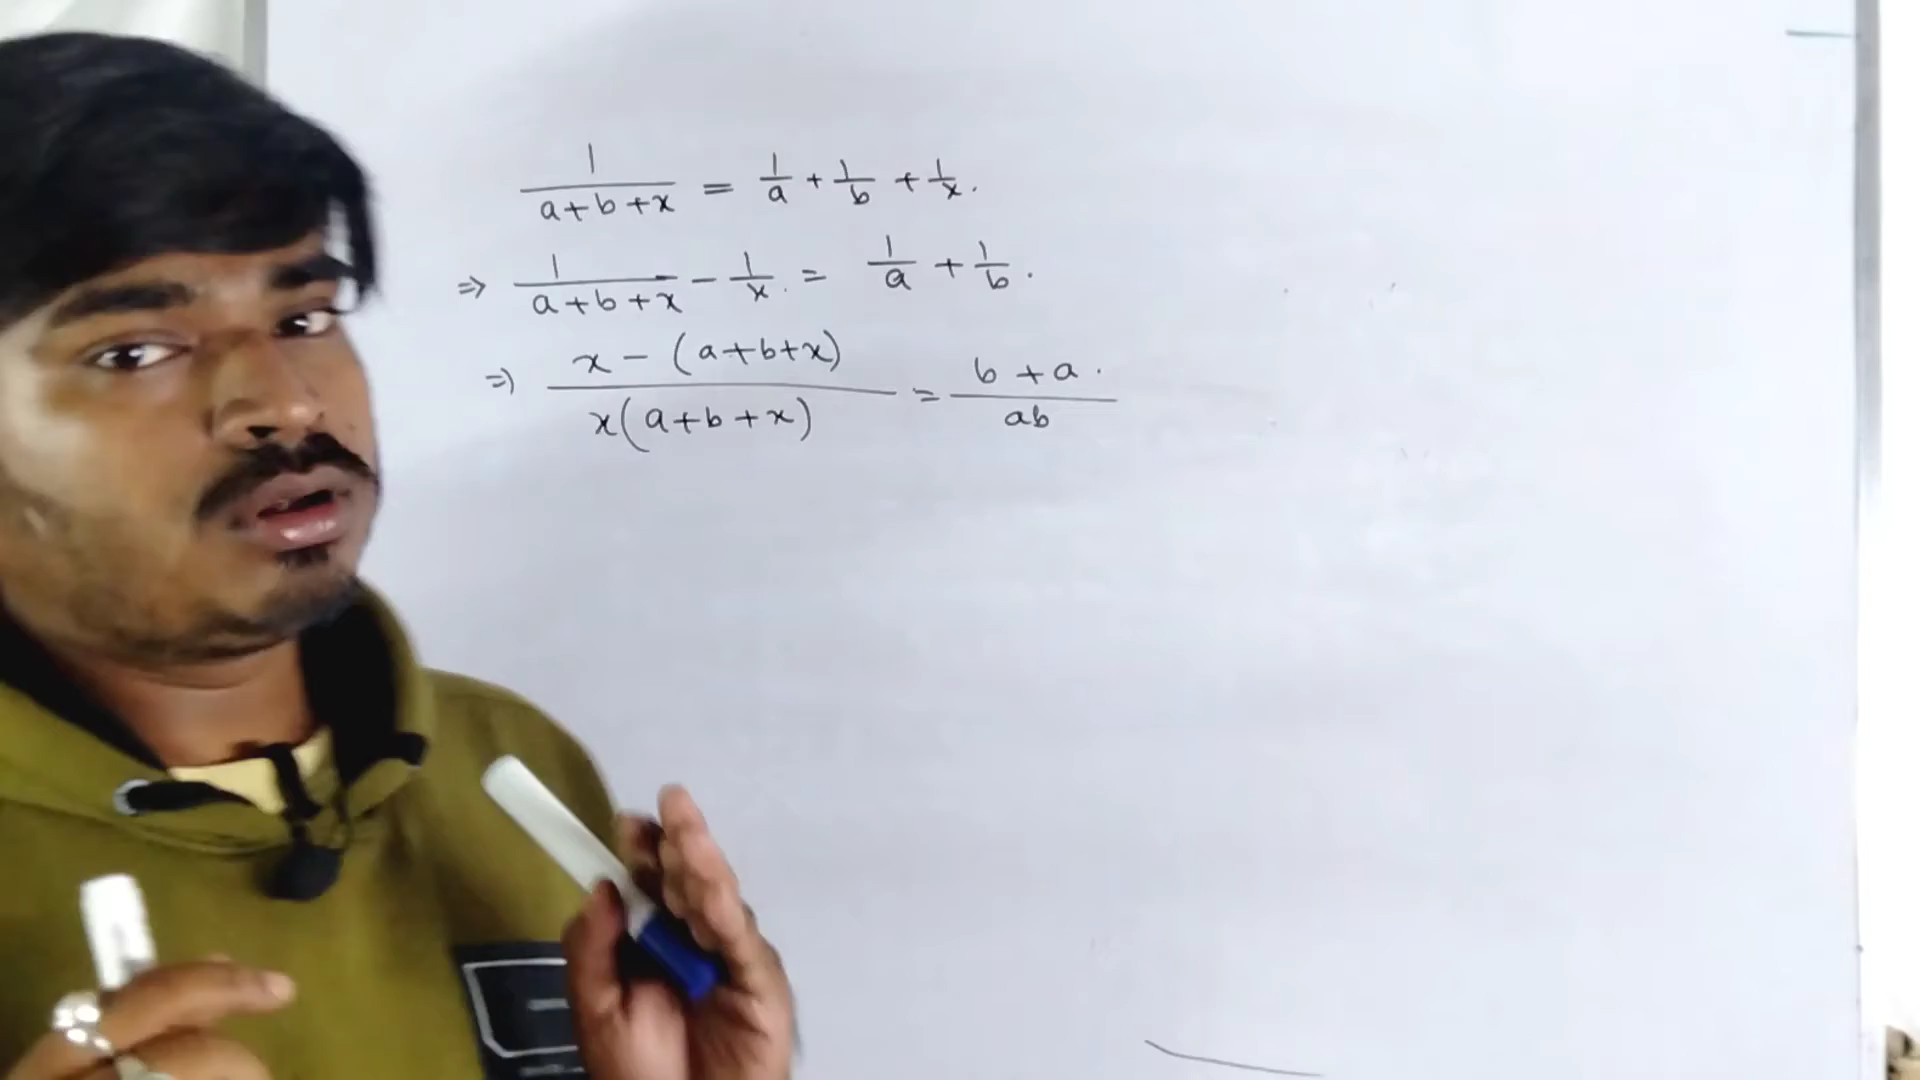 1/(a+b+x) = 1/a + 1/b + 1/x.
⇒ 1/(a+b+x) - 1/x. = 1/a + 1/b.
⇒ (x - (a+b+x))/(x(a+b+x)) = (b + a.)/(ab)